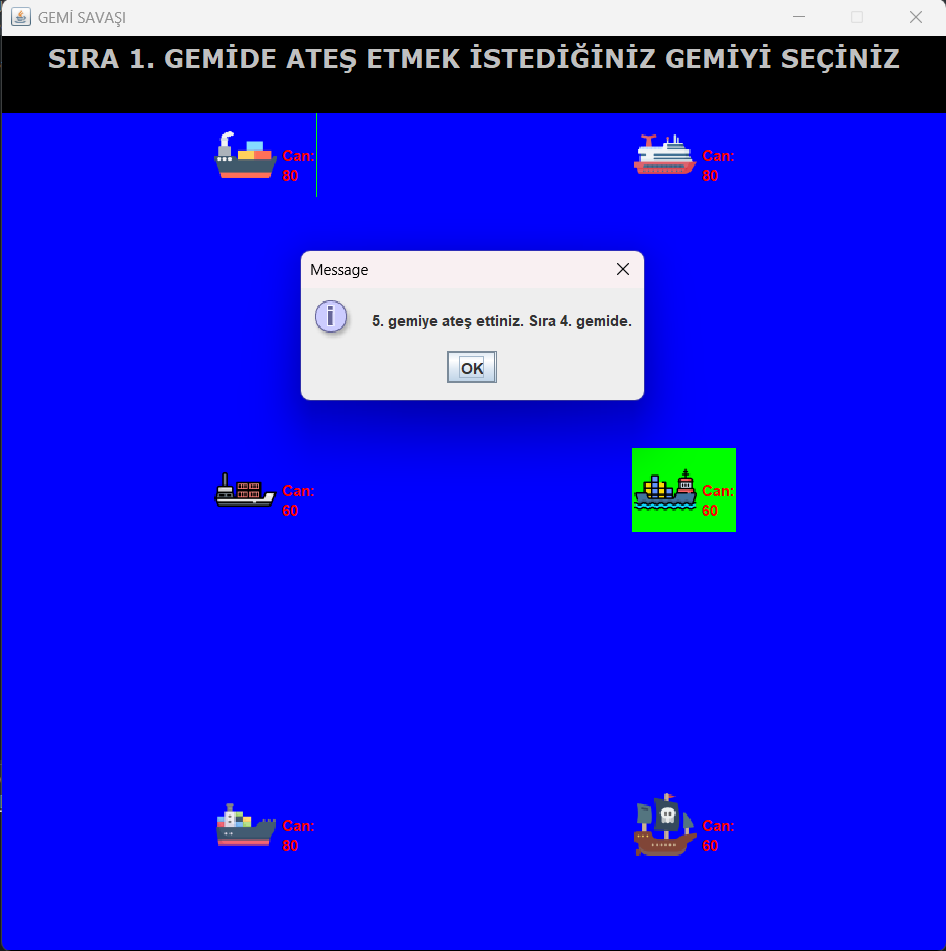 GEMİ SAVAŞI
SIRA 1. GEMİDE ATEŞ ETMEK İSTEDİĞİNİZ GEMİYİ SEÇİNİZ
Can:
80
Can:
80
Message
5. gemiye ateş ettiniz. Sıra 4. gemide.
OK
Can:
60
Can:
60
Can:
80
Can:
60